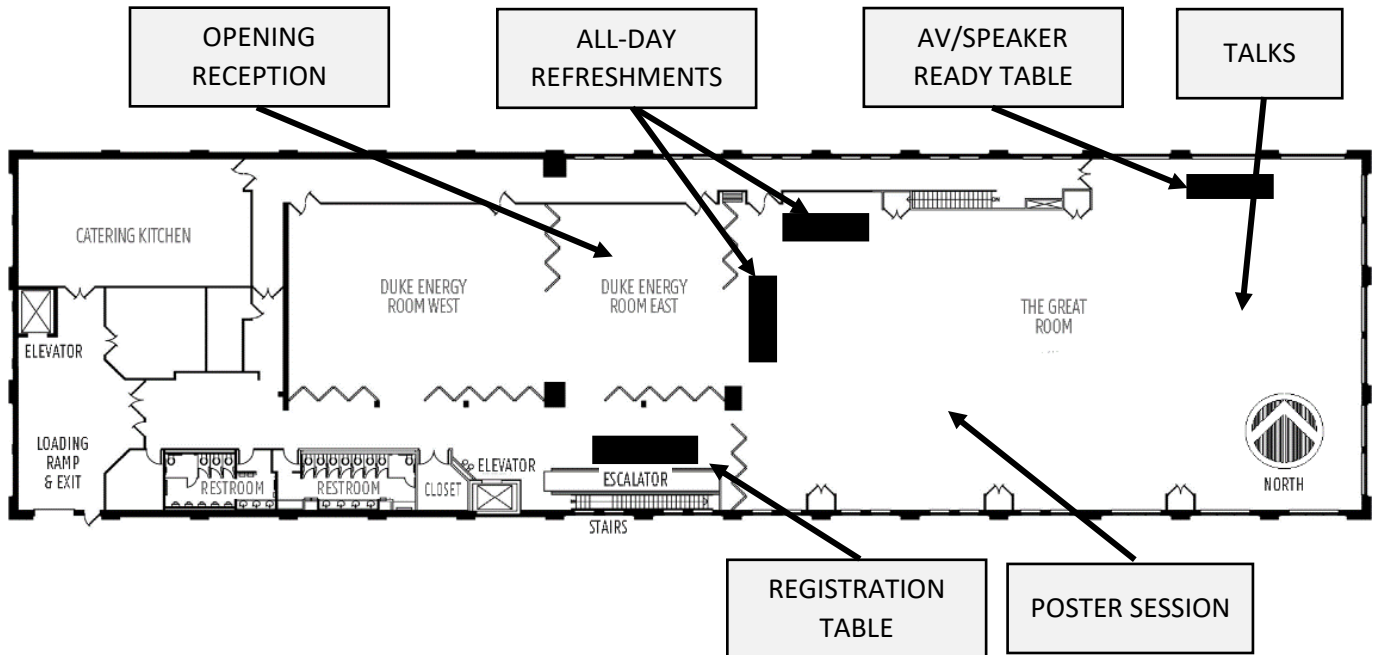 OPENING
RECEPTION
ALL-DAY
REFRESHMENTS
AV/SPEAKER
READY TABLE
TALKS
CATERING KITCHEN
DUKE ENERGY
ROOM WEST
DUKE ENERGY
ROOM EAST
THE GREAT
ROOM
ELEVATOR
LOADING
RAMP
& EXIT
RESTROOM
RESTROOM
CLOSET
ELEVATOR
ESCALATOR
NORTH
STAIRS
REGISTRATION
TABLE
POSTER SESSION